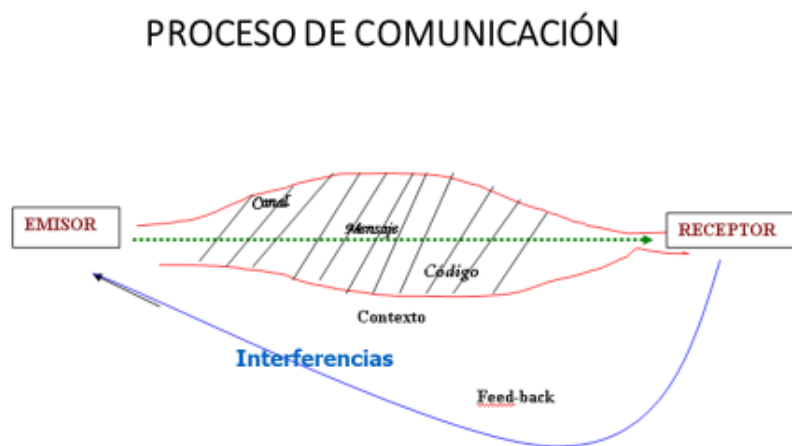 PROCESO DE COMUNICACIÓN
Canal
EMISOR
Mensaje
RECEPTOR
Código
Contexto
Interferencias
Feed-back